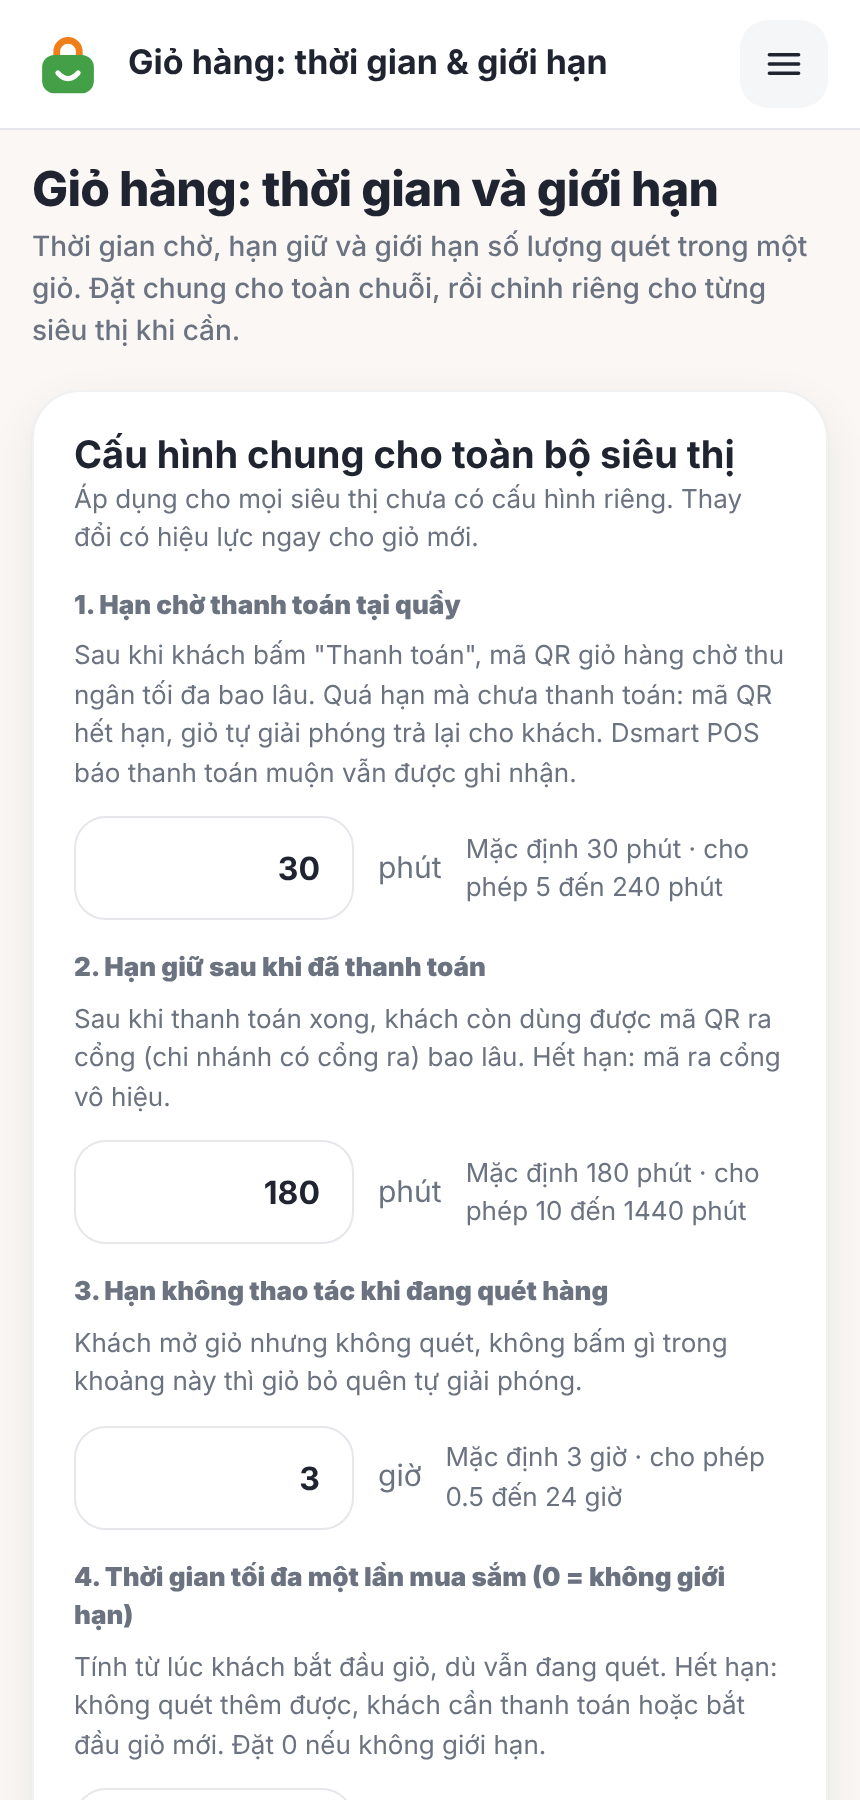 Giỏ hàng: thời gian & giới hạn
Giỏ hàng: thời gian và giới hạn
Thời gian chờ, hạn giữ và giới hạn số lượng quét trong một
giỏ. Đặt chung cho toàn chuỗi, rồi chỉnh riêng cho từng
siêu thị khi cần.
Cấu hình chung cho toàn bộ siêu thị
Áp dụng cho mọi siêu thị chưa có cấu hình riêng. Thay
đổi có hiệu lực ngay cho giỏ mới.
1. Hạn chờ thanh toán tại quầy
Sau khi khách bấm "Thanh toán", mã QR giỏ hàng chờ thu
ngân tối đa bao lâu. Quá hạn mà chưa thanh toán: mã QR
hết hạn, giỏ tự giải phóng trả lại cho khách. Dsmart POS
báo thanh toán muộn vẫn được ghi nhận.
30 phút
Mặc định 30 phút · cho
phép 5 đến 240 phút
2. Hạn giữ sau khi đã thanh toán
Sau khi thanh toán xong, khách còn dùng được mã QR ra
cổng (chi nhánh có cổng ra) bao lâu. Hết hạn: mã ra cổng
vô hiệu.
180 phút
Mặc định 180 phút · cho
phép 10 đến 1440 phút
3. Hạn không thao tác khi đang quét hàng
Khách mở giỏ nhưng không quét, không bấm gì trong
khoảng này thì giỏ bỏ quên tự giải phóng.
3 giờ
Mặc định 3 giờ · cho phép
0.5 đến 24 giờ
4. Thời gian tối đa một lần mua sắm (0 = không giới
hạn)
Tính từ lúc khách bắt đầu giỏ, dù vẫn đang quét. Hết hạn:
không quét thêm được, khách cần thanh toán hoặc bắt
đầu giỏ mới. Đặt 0 nếu không giới hạn.